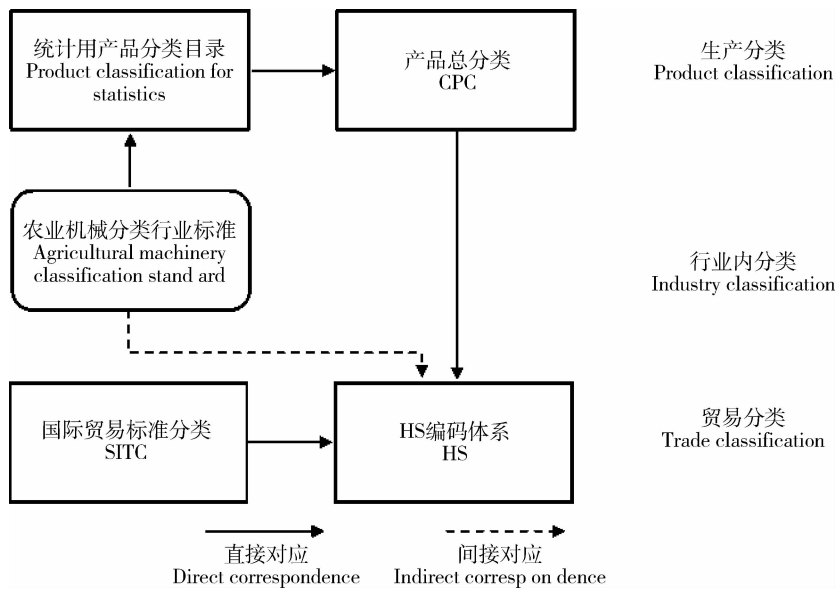 统计用产品分类目录
Product classification for
statistics
产品总分类
CPC
生产分类
Product classification
农业机械分类行业标准
Agricultural machinery
classification stand ard
行业内分类
Industry classification
国际贸易标准分类
SITC
HS编码体系
HS
贸易分类
Trade classification
直接对应
Direct correspondence
间接对应
Indirect corresp on dence